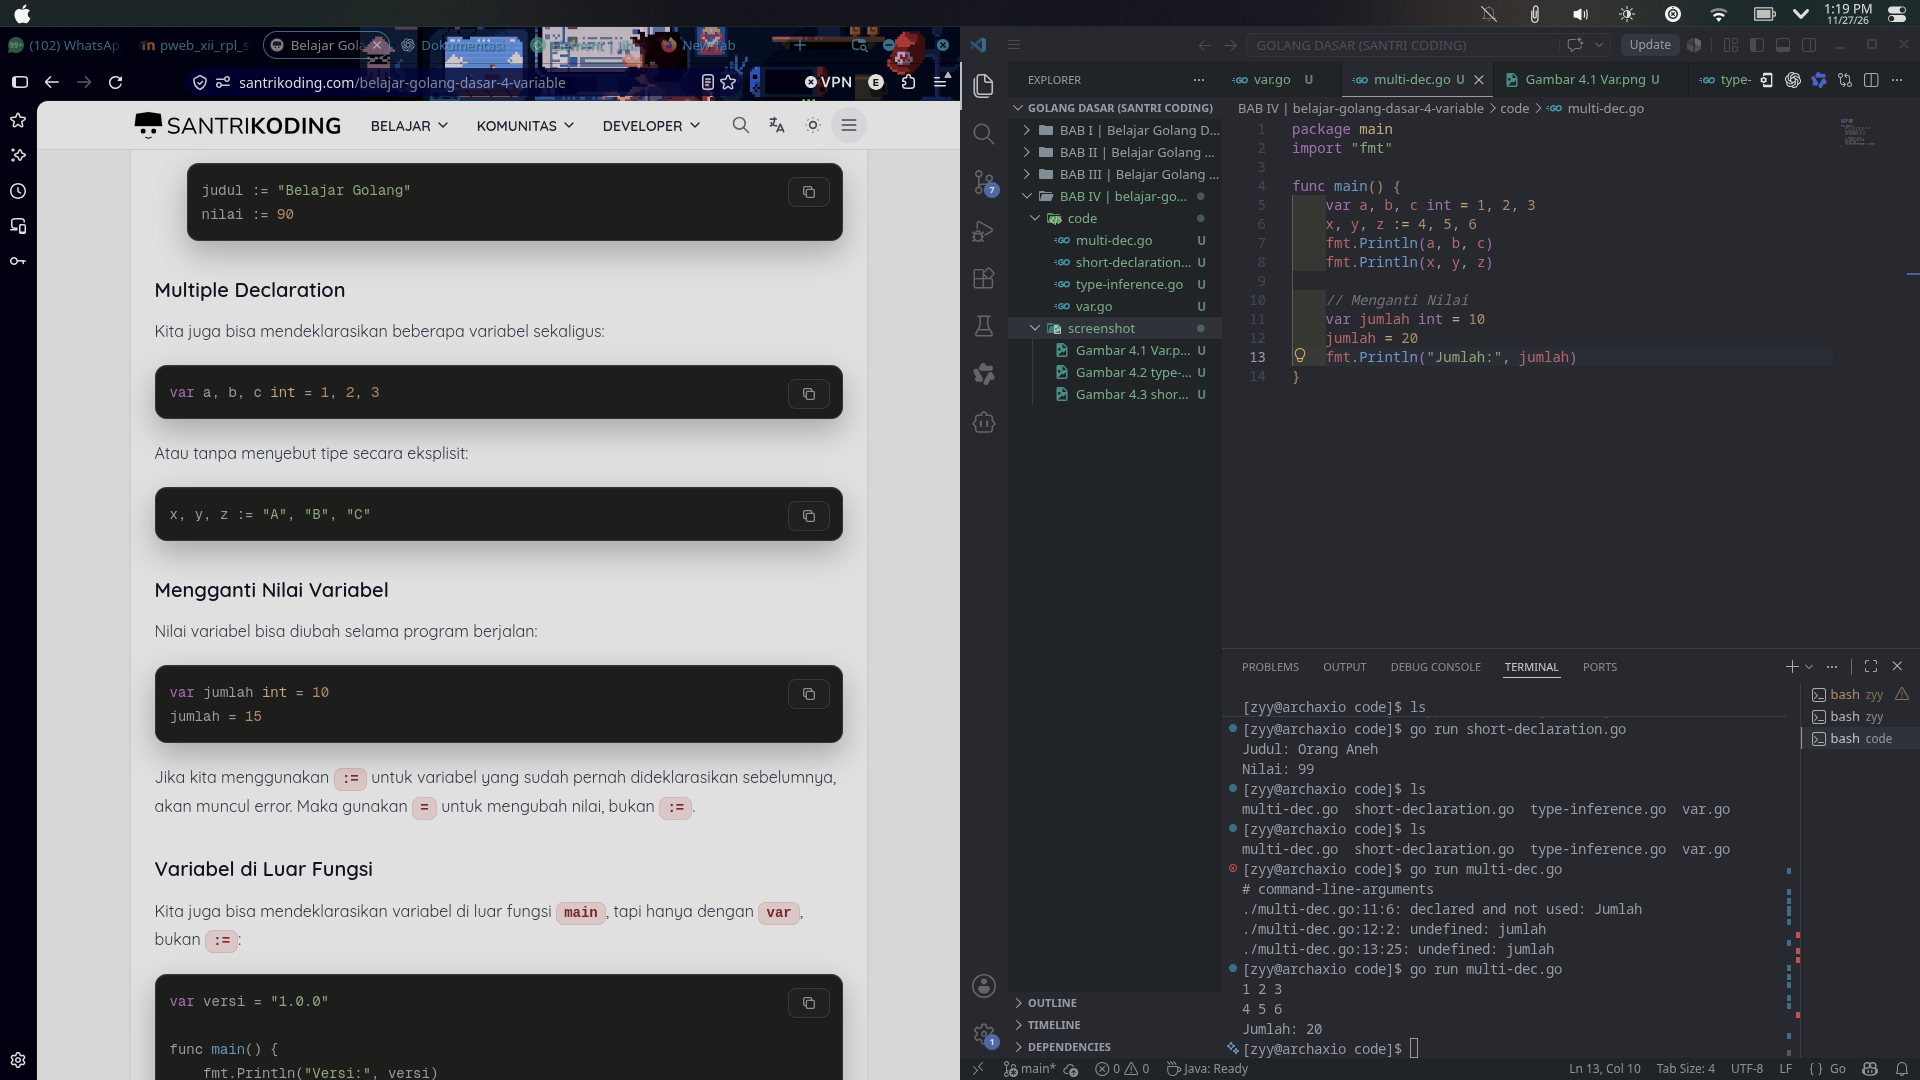 1:19 PM
11/27/26
(102) WhatsAp
pweb_xii_rpl_s
Belajar Gola
Dokumentasi
New Tab
santrikoding.com/belajar-golang-dasar-4-variable
VPN
E
SANTRIKODING
BELAJAR
KOMUNITAS
DEVELOPER
judul := "Belajar Golang"
nilai := 90
Multiple Declaration
Kita juga bisa mendeklarasikan beberapa variabel sekaligus:
var a, b, c int = 1, 2, 3
Atau tanpa menyebut tipe secara eksplisit:
x, y, z := "A", "B", "C"
Mengganti Nilai Variabel
Nilai variabel bisa diubah selama program berjalan:
var jumlah int = 10
jumlah = 15
Jika kita menggunakan := untuk variabel yang sudah pernah dideklarasikan sebelumnya,
akan muncul error. Maka gunakan = untuk mengubah nilai, bukan :=.
Variabel di Luar Fungsi
Kita juga bisa mendeklarasikan variabel di luar fungsi main, tapi hanya dengan var,
bukan :=:
var versi = "1.0.0"
func main() {
fmt.Println("Versi:", versi)
GOLANG DASAR (SANTRI CODING)
Update
EXPLORER
GOLANG DASAR (SANTRI CODING)
BAB I | Belajar Golang D...
BAB II | Belajar Golang ...
BAB III | Belajar Golang ...
BAB IV | belajar-go...
code
multi-dec.go U
short-declaration... U
type-inference.go U
var.go U
screenshot
Gambar 4.1 Var.p... U
Gambar 4.2 type-... U
Gambar 4.3 shor... U
7
1
OUTLINE
TIMELINE
DEPENDENCIES
var.go U
multi-dec.go U
Gambar 4.1 Var.png U
type-
BAB IV | belajar-golang-dasar-4-variable > code > multi-dec.go
1 package main
2 import "fmt"
3
4 func main() {
5 var a, b, c int = 1, 2, 3
6 x, y, z := 4, 5, 6
7 fmt.Println(a, b, c)
8 fmt.Println(x, y, z)
9
10 // Menganti Nilai
11 var jumlah int = 10
12 jumlah = 20
13 fmt.Println("Jumlah:", jumlah)
14 }
PROBLEMS OUTPUT DEBUG CONSOLE TERMINAL PORTS
bash zyy
bash zyy
bash code
[zyy@archaxio code]$ ls
[zyy@archaxio code]$ go run short-declaration.go
Judul: Orang Aneh
Nilai: 99
[zyy@archaxio code]$ ls
multi-dec.go short-declaration.go type-inference.go var.go
[zyy@archaxio code]$ ls
multi-dec.go short-declaration.go type-inference.go var.go
[zyy@archaxio code]$ go run multi-dec.go
# command-line-arguments
./multi-dec.go:11:6: declared and not used: Jumlah
./multi-dec.go:12:2: undefined: jumlah
./multi-dec.go:13:25: undefined: jumlah
[zyy@archaxio code]$ go run multi-dec.go
1 2 3
4 5 6
Jumlah: 20
[zyy@archaxio code]$
main* 0 0 Java: Ready
Ln 13, Col 10 Tab Size: 4 UTF-8 LF { } Go